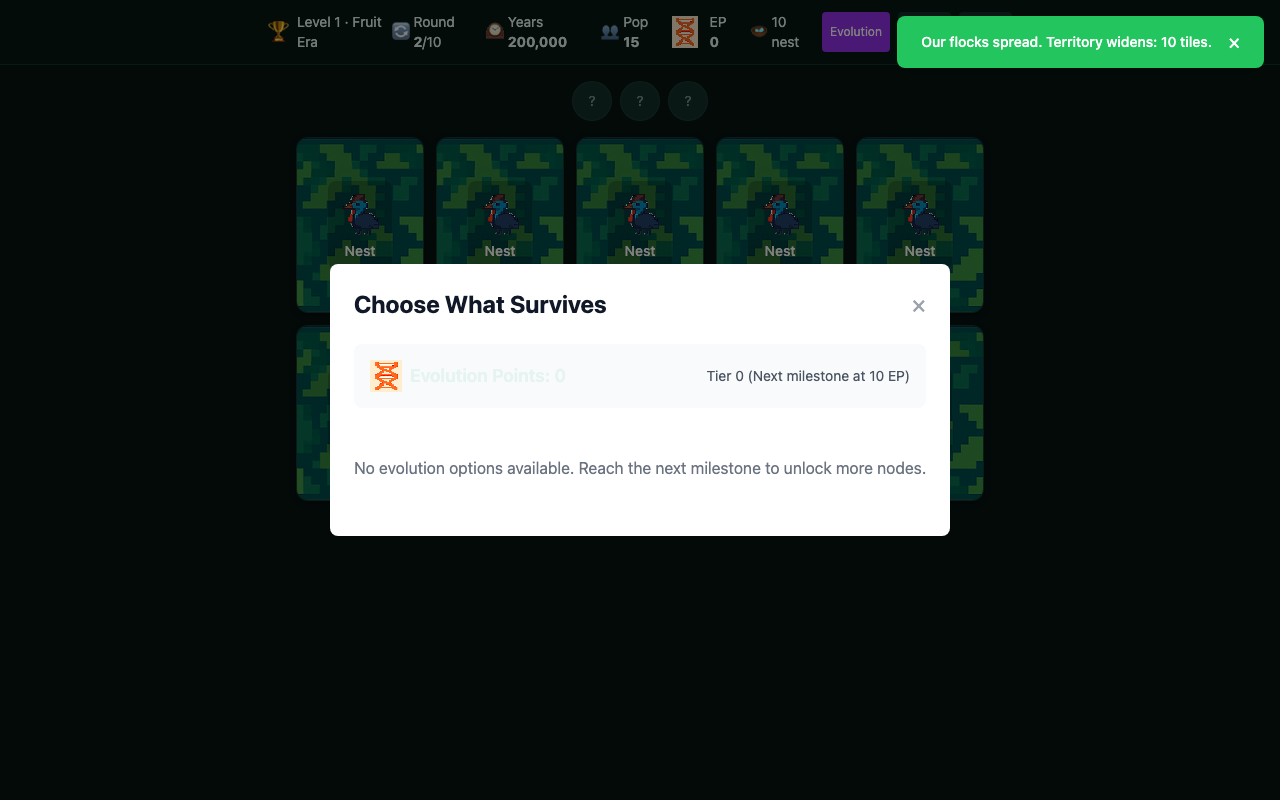 Level 1 · Fruit
Era
Round
2/10
Years
200,000
Pop
15
EP
0
10
nest
Evolution
Our flocks spread. Territory widens: 10 tiles.
×
? ? ?
Nest Nest Nest Nest Nest
Choose What Survives
×
Evolution Points: 0
Tier 0 (Next milestone at 10 EP)
No evolution options available. Reach the next milestone to unlock more nodes.